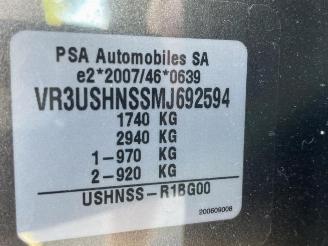 PSA Automobiles SA
e2*2007/46*0639
VR3USHNSSMJ692594
1740 KG
2940 KG
1-970 KG
2-920 KG
USHNSS-R1BG00
200609008